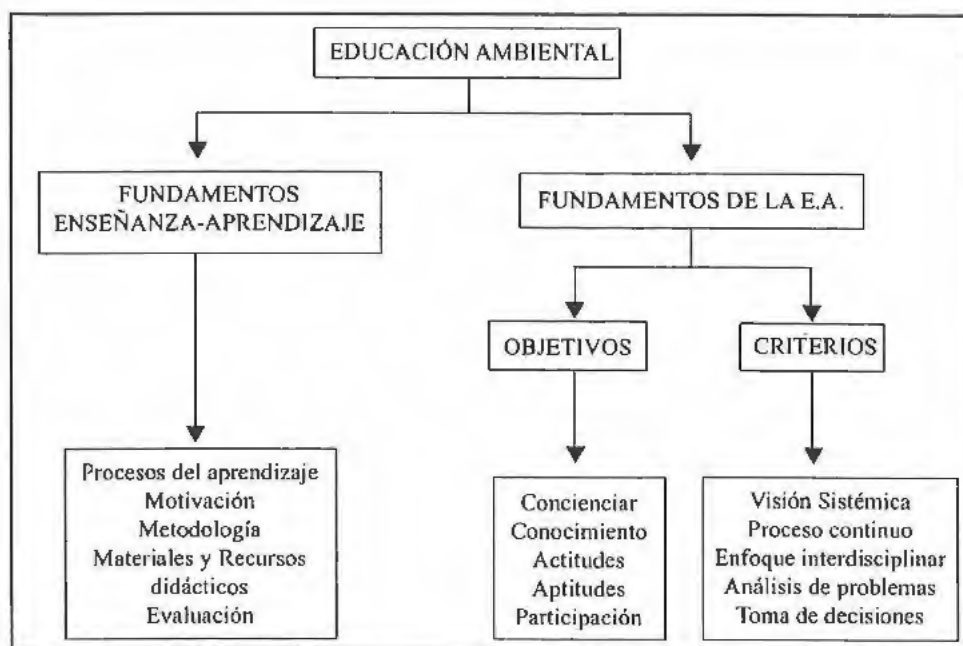 EDUCACIÓN AMBIENTAL
FUNDAMENTOS
ENSEÑANZA-APRENDIZAJE
FUNDAMENTOS DE LA E.A.
OBJETIVOS
CRITERIOS
Procesos del aprendizaje
Motivación
Metodología
Materiales y Recursos
didácticos
Evaluación
Concienciar
Conocimiento
Actitudes
Aptitudes
Participación
Visión Sistémica
Proceso continuo
Enfoque interdisciplinar
Análisis de problemas
Toma de decisiones